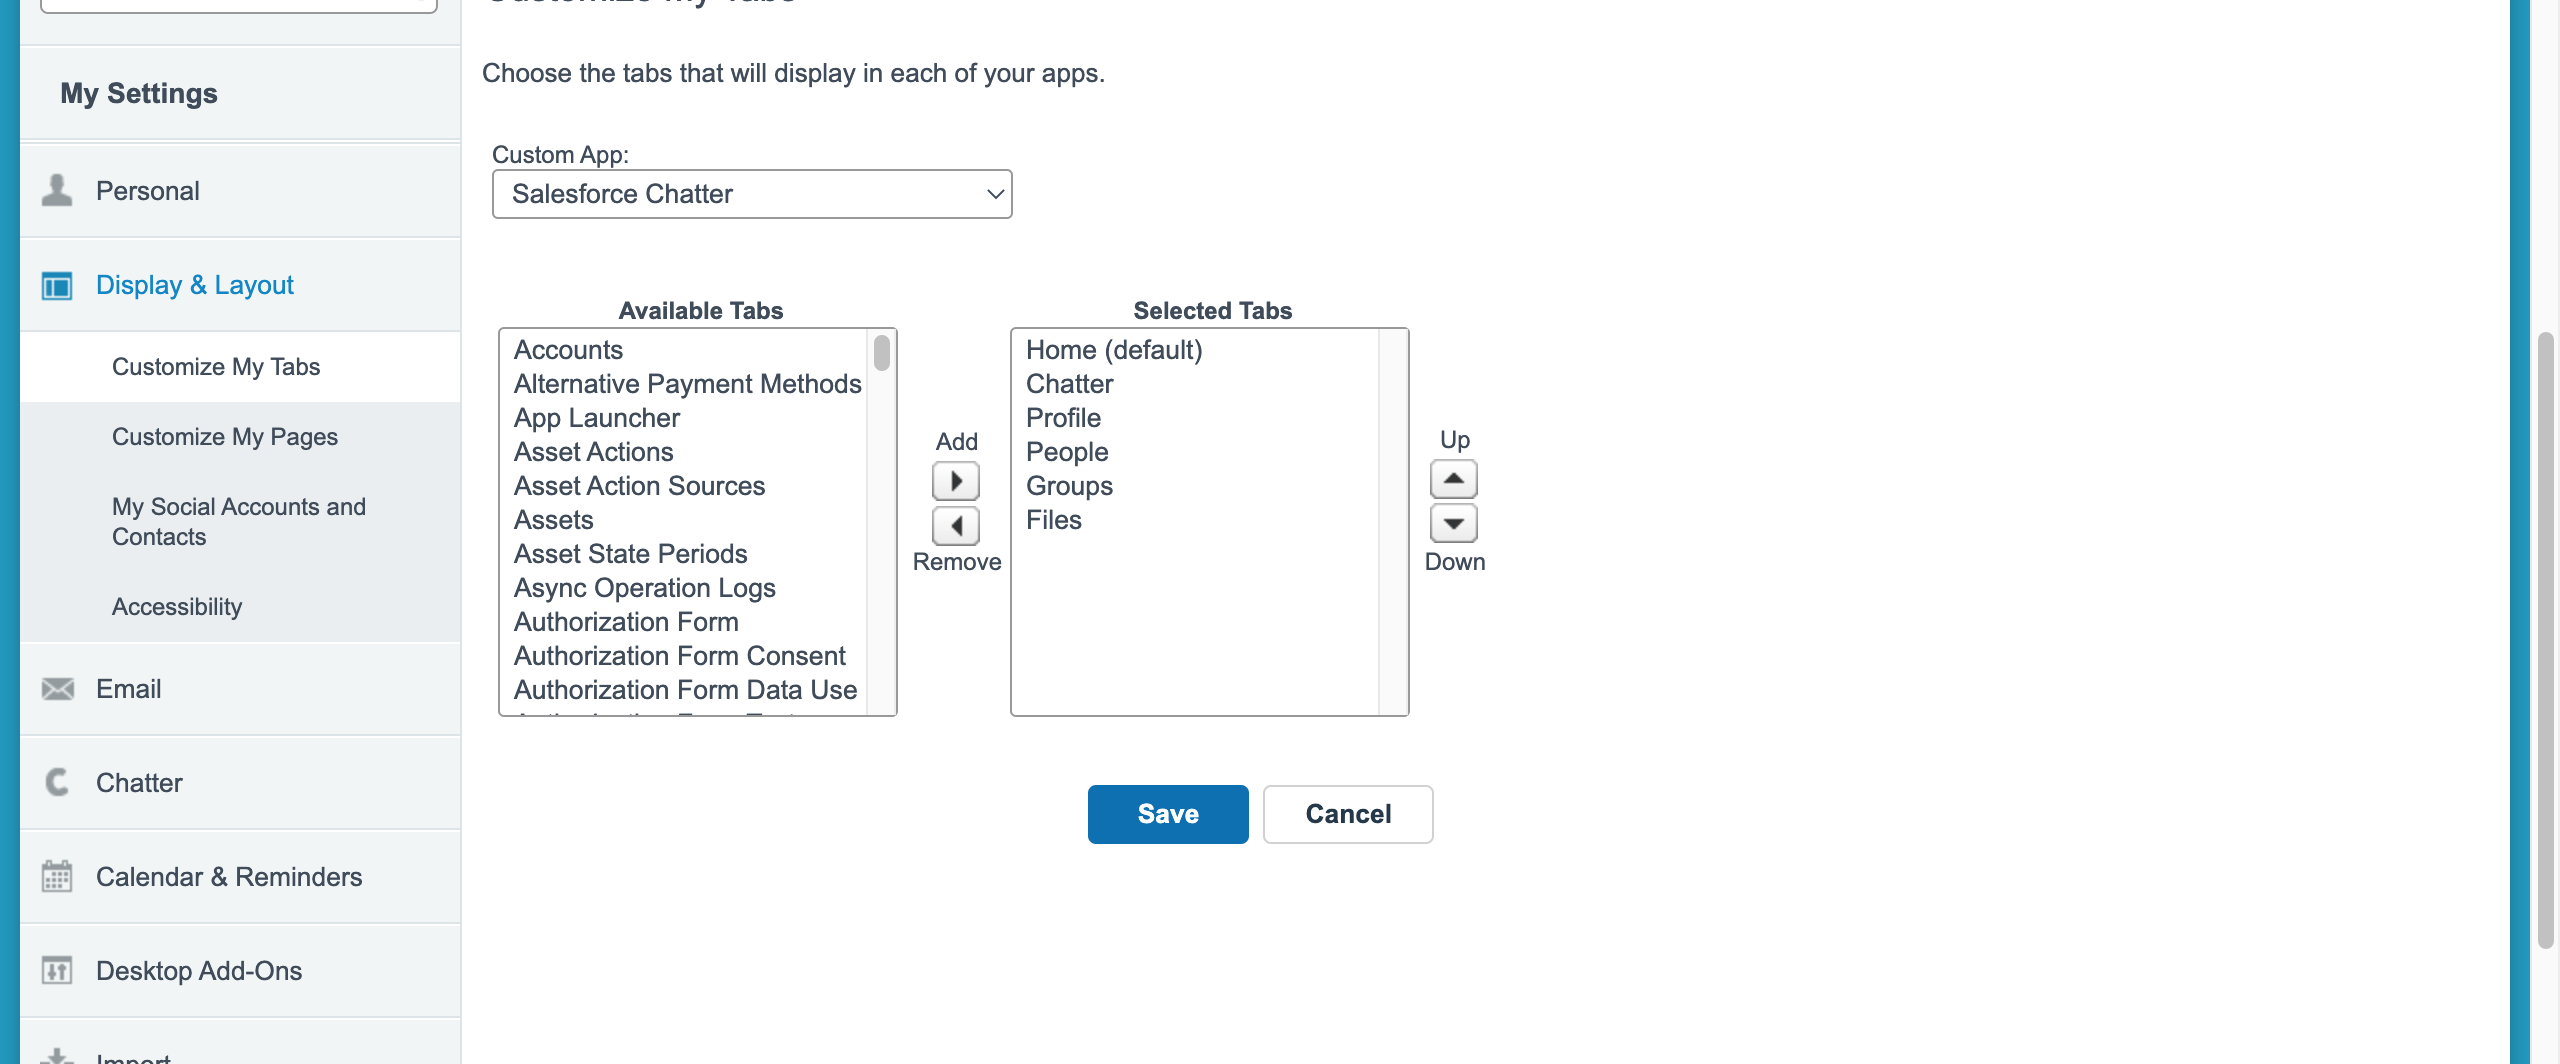 Customize My Tabs
Choose the tabs that will display in each of your apps.
My Settings
Custom App:
Salesforce Chatter
Personal
Display & Layout
Customize My Tabs
Customize My Pages
My Social Accounts and
Contacts
Accessibility
Email
Chatter
Calendar & Reminders
Desktop Add-Ons
Import
Available Tabs
Accounts
Alternative Payment Methods
App Launcher
Asset Actions
Asset Action Sources
Assets
Asset State Periods
Async Operation Logs
Authorization Form
Authorization Form Consent
Authorization Form Data Use
Add
Remove
Selected Tabs
Home (default)
Chatter
Profile
People
Groups
Files
Up
Down
Save
Cancel